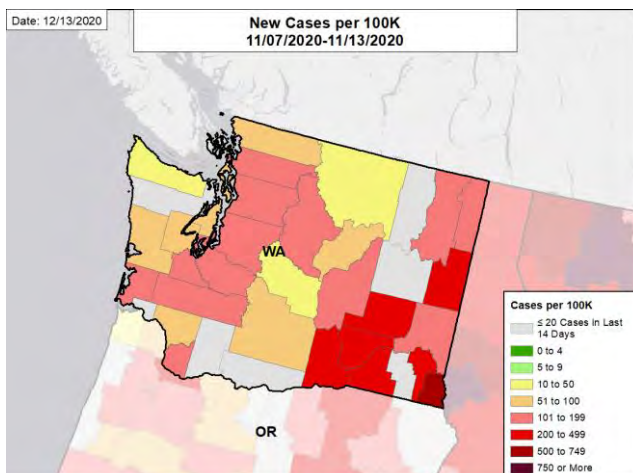 Date: 12/13/2020
New Cases per 100K
11/07/2020-11/13/2020
WA
OR
Cases per 100K
≤ 20 Cases in Last
14 Days
0 to 4
5 to 9
10 to 50
51 to 100
101 to 199
200 to 499
500 to 749
750 or More